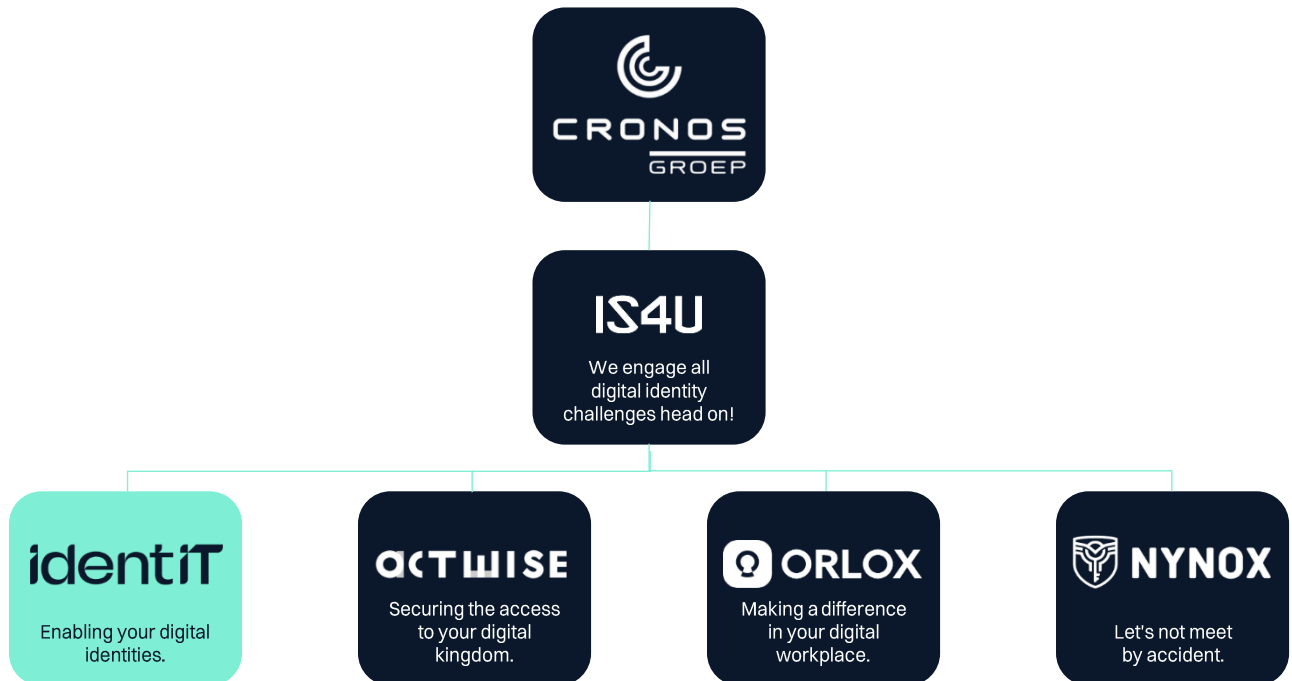 CRONOS
GROEP
IS4U
We engage all
digital identity
challenges head on!
identiT
Enabling your digital
identities.
ACTWISE
Securing the access
to your digital
kingdom.
ORLOX
Making a difference
in your digital
workplace.
NYNOX
Let's not meet
by accident.